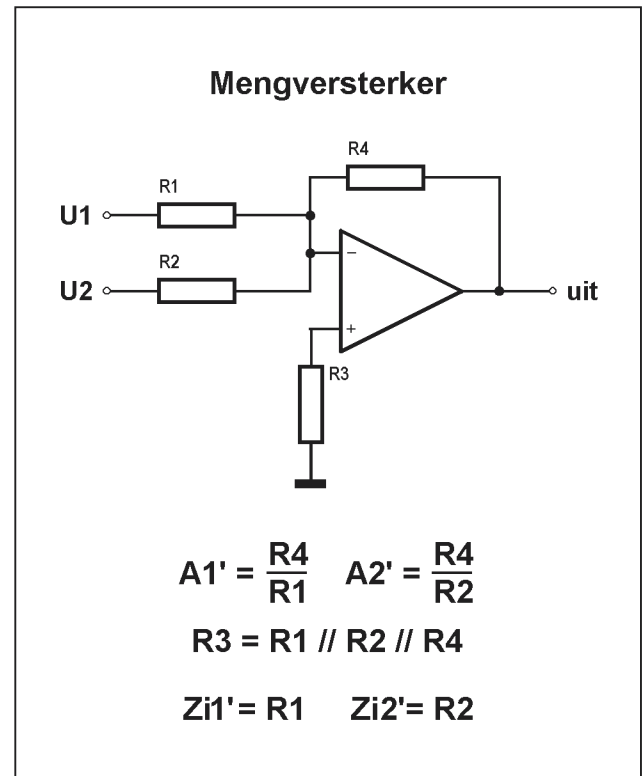 Mengversterker
R4
R1
U1
R2
U2
−
uit
+
R3
A1' = R4/R1 A2' = R4/R2
R3 = R1 // R2 // R4
Zi1'= R1 Zi2'= R2